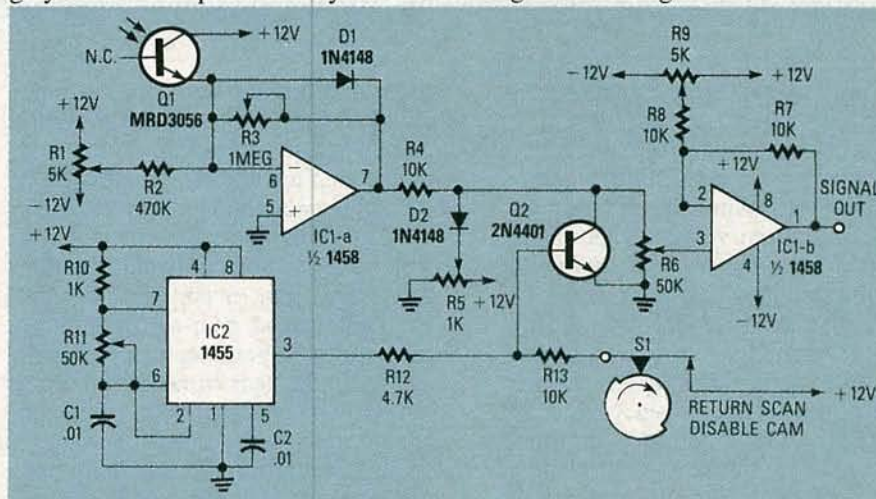 N.C.
+12V
D1
1N4148
Q1
MRD3056
R3
1MEG
+12V
R1
5K
−12V
R2
470K
6
5
−
+
7
IC1-a
½ 1458
R4
10K
D2
1N4148
R5
1K
+12V
Q2
2N4401
R6
50K
R9
5K
−12V
+12V
R8
10K
R7
10K
+12V
2
3
−
+
8
1
4
−12V
IC1-b
½ 1458
SIGNAL
OUT
+12V
R10
1K
R11
50K
C1
.01
4
8
7
6
2
1
5
3
IC2
1455
C2
.01
R12
4.7K
R13
10K
S1
RETURN SCAN
DISABLE CAM
+12V